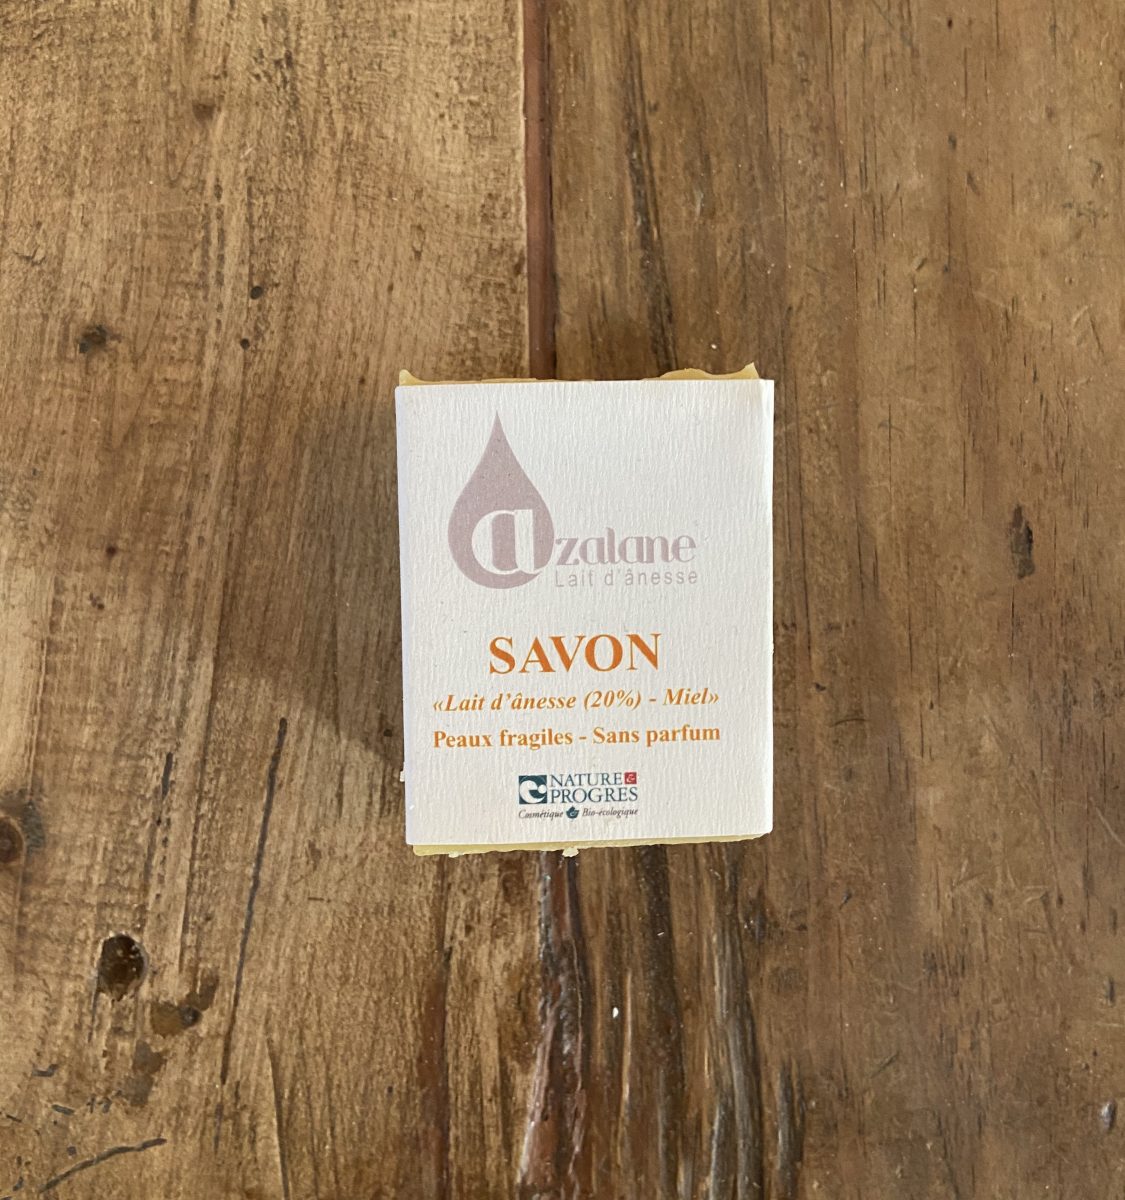 azalane
Lait d'ânesse
SAVON
«Lait d'ânesse (20%) - Miel»
Peaux fragiles - Sans parfum
NATURE &
PROGRES
Cosmétique Bio-écologique